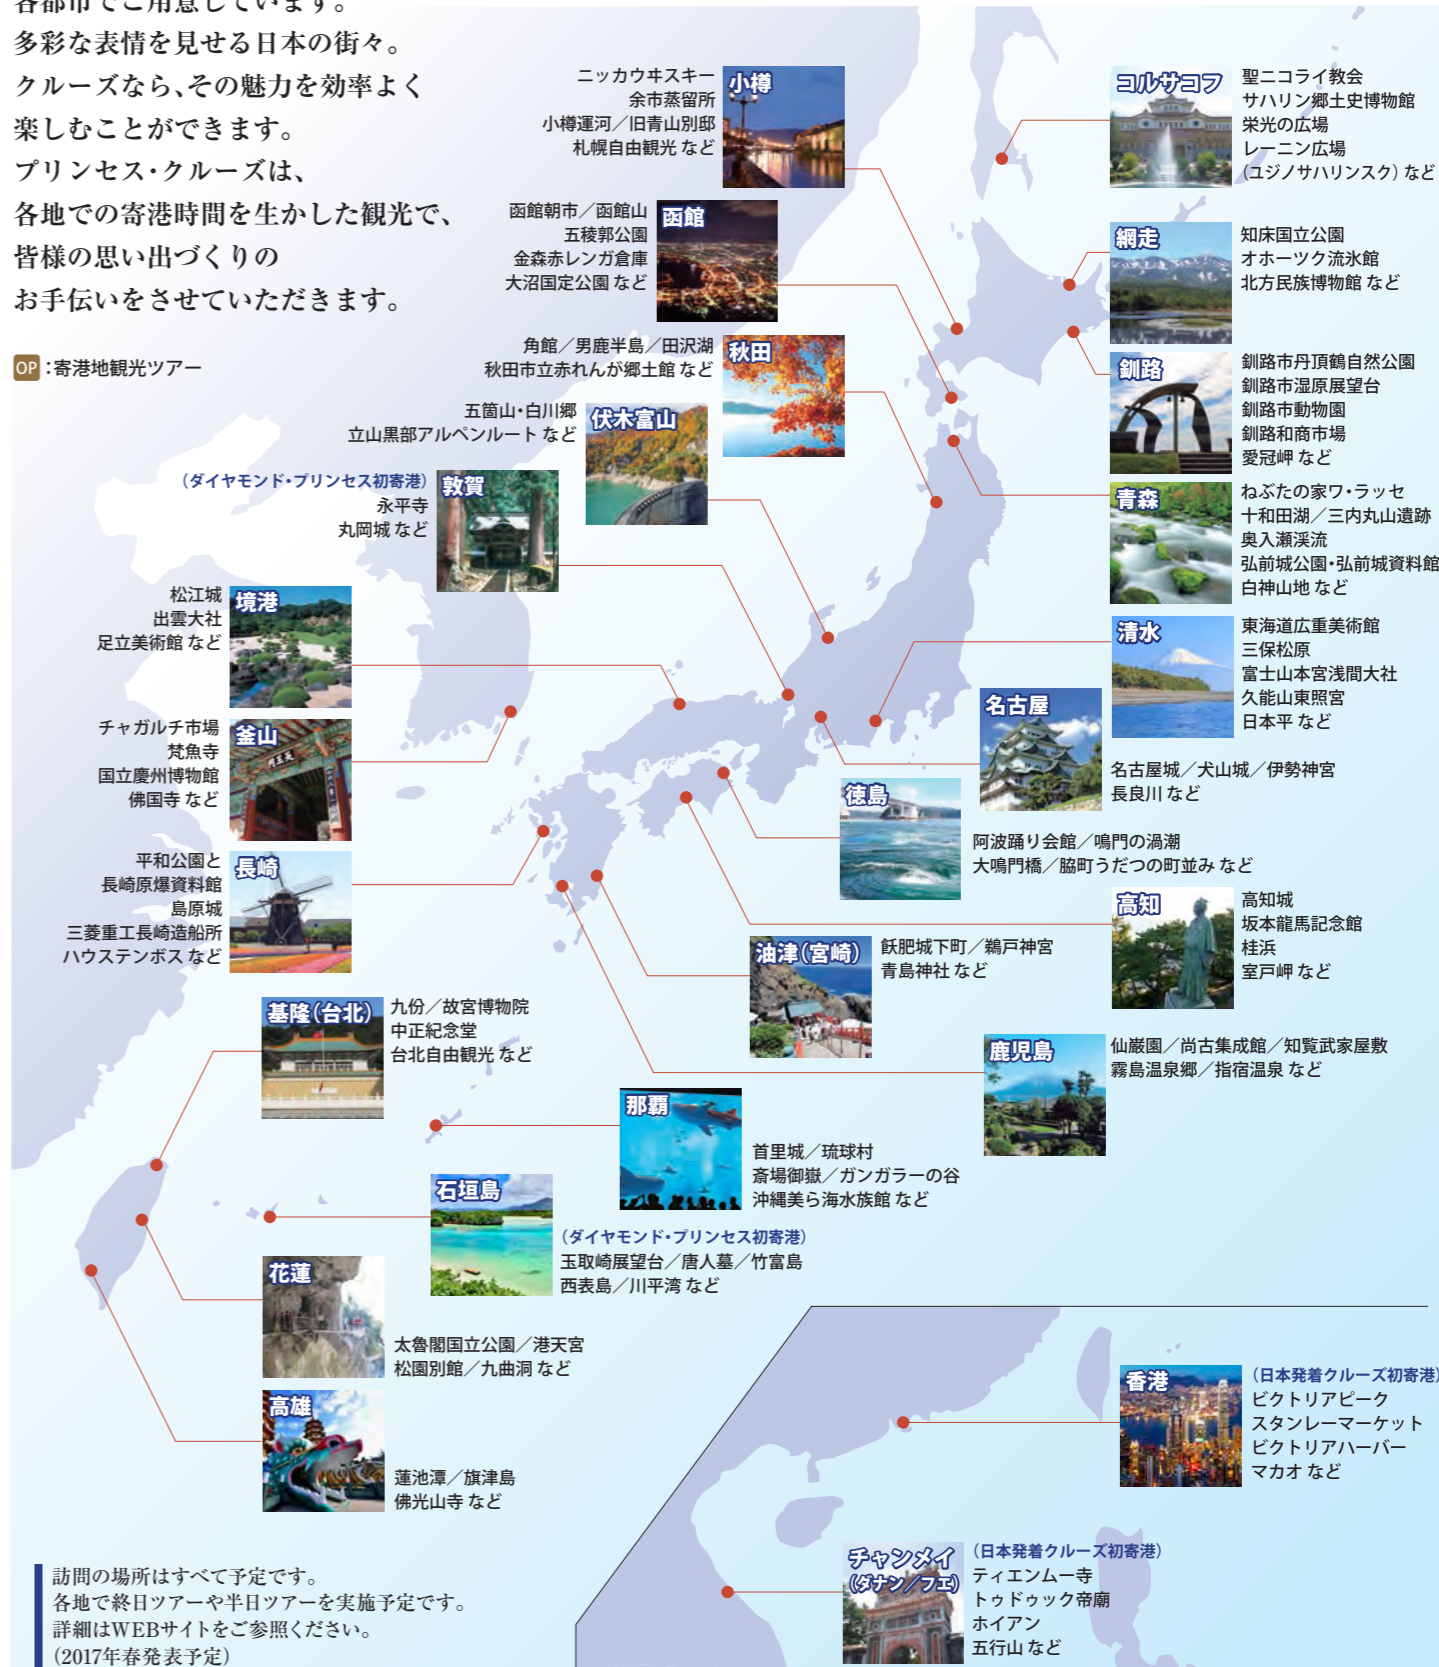 各都市でご用意しています。
多彩な表情を見せる日本の街々。
クルーズなら、その魅力を効率よく
楽しむことができます。
プリンセス・クルーズは、
各地での寄港時間を生かした観光で、
皆様の思い出づくりの
お手伝いをさせていただきます。
OP:寄港地観光ツアー
小樽
ニッカウヰスキー
余市蒸留所
小樽運河／旧青山別邸
札幌自由観光 など
コルサコフ
聖ニコライ教会
サハリン郷土史博物館
栄光の広場
レーニン広場
(ユジノサハリンスク) など
函館
函館朝市／函館山
五稜郭公園
金森赤レンガ倉庫
大沼国定公園 など
網走
知床国立公園
オホーツク流氷館
北方民族博物館 など
秋田
角館／男鹿半島／田沢湖
秋田市立赤れんが郷土館 など
釧路
釧路市丹頂鶴自然公園
釧路市湿原展望台
釧路市動物園
釧路和商市場
愛冠岬 など
伏木富山
五箇山・白川郷
立山黒部アルペンルート など
敦賀
(ダイヤモンド・プリンセス初寄港)
永平寺
丸岡城 など
青森
ねぶたの家ワ・ラッセ
十和田湖／三内丸山遺跡
奥入瀬渓流
弘前城公園・弘前城資料館
白神山地 など
境港
松江城
出雲大社
足立美術館 など
清水
東海道広重美術館
三保松原
富士山本宮浅間大社
久能山東照宮
日本平 など
名古屋
名古屋城／犬山城／伊勢神宮
長良川 など
釜山
チャガルチ市場
梵魚寺
国立慶州博物館
佛国寺 など
徳島
阿波踊り会館／鳴門の渦潮
大鳴門橋／脇町うだつの町並み など
長崎
平和公園と
長崎原爆資料館
島原城
三菱重工長崎造船所
ハウステンボス など
高知
高知城
坂本龍馬記念館
桂浜
室戸岬 など
油津(宮崎)
飫肥城下町／鵜戸神宮
青島神社 など
基隆(台北)
九份／故宮博物院
中正紀念堂
台北自由観光 など
鹿児島
仙巌園／尚古集成館／知覧武家屋敷
霧島温泉郷／指宿温泉 など
那覇
首里城／琉球村
斎場御嶽／ガンガラーの谷
沖縄美ら海水族館 など
石垣島
(ダイヤモンド・プリンセス初寄港)
玉取崎展望台／唐人墓／竹富島
西表島／川平湾 など
花蓮
太魯閣国立公園／港天宮
松園別館／九曲洞 など
高雄
蓮池潭／旗津島
佛光山寺 など
香港
(日本発着クルーズ初寄港)
ビクトリアピーク
スタンレーマーケット
ビクトリアハーバー
マカオ など
チャンメイ
(ダナン／フエ)
(日本発着クルーズ初寄港)
ティエンムー寺
トゥドゥック帝廟
ホイアン
五行山 など
訪問の場所はすべて予定です。
各地で終日ツアーや半日ツアーを実施予定です。
詳細はWEBサイトをご参照ください。
(2017年春発表予定)